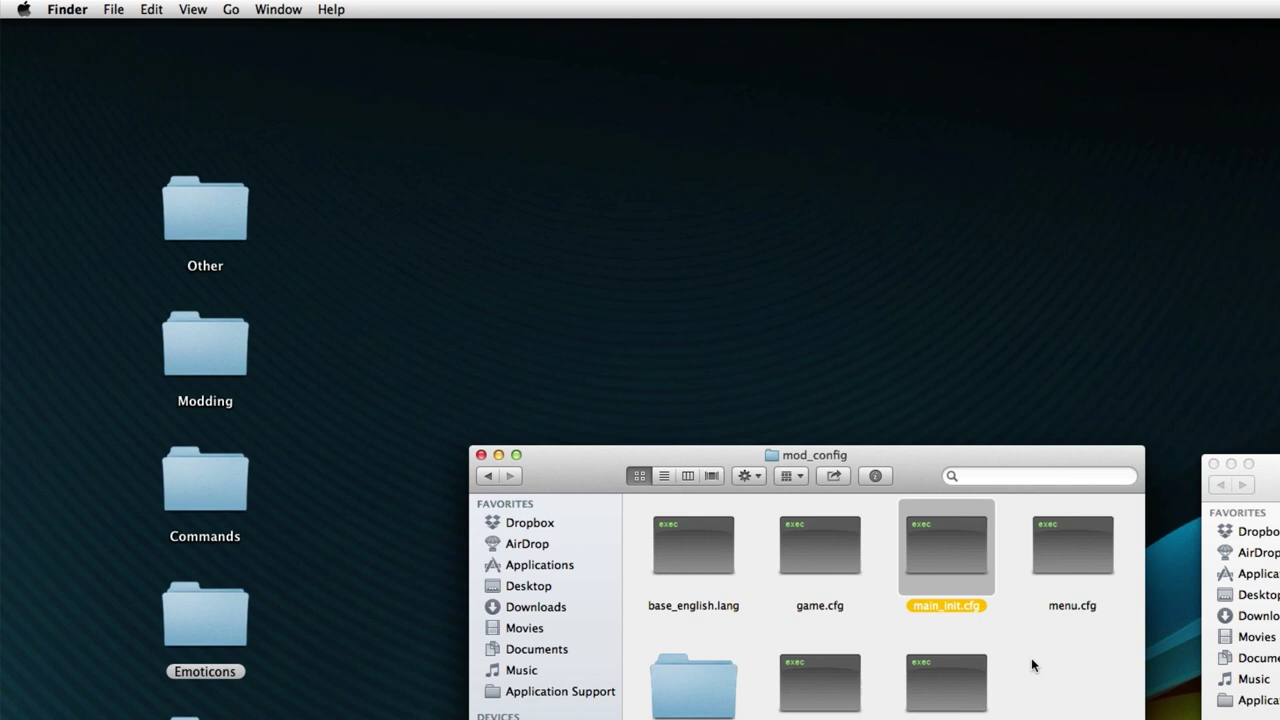 Finder File Edit View Go Window Help
Other
Modding
Commands
Emoticons
mod_config
FAVORITES
Dropbox
AirDrop
Applications
Desktop
Downloads
Movies
Documents
Music
Application Support
DEVICES
exec exec exec exec
base_english.lang game.cfg main_init.cfg menu.cfg
exec exec
FAVORITES
Dropbo
AirDrop
Applica
Desktop
Downlo
Movies
Docume
Music
Applica